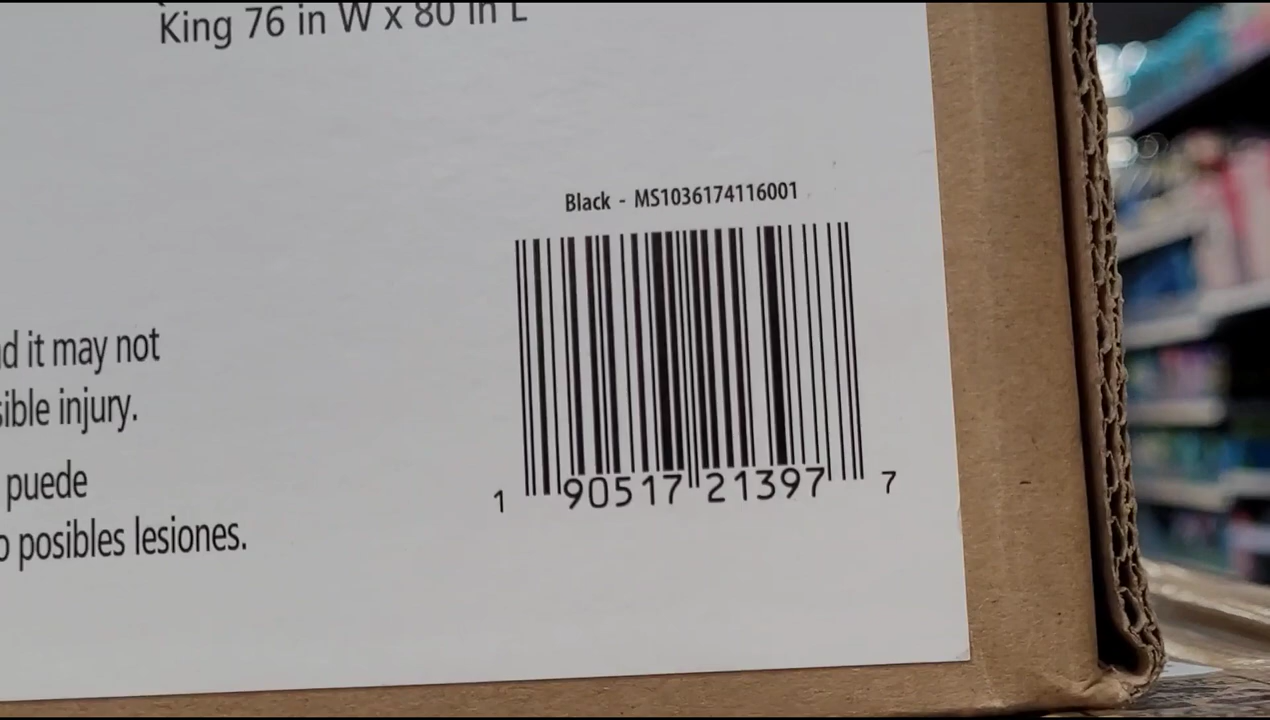 King 76 in W x 80 in L
Black - MS1036174116001
d it may not
sible injury.
puede
o posibles lesiones.
1 90517 21397 7